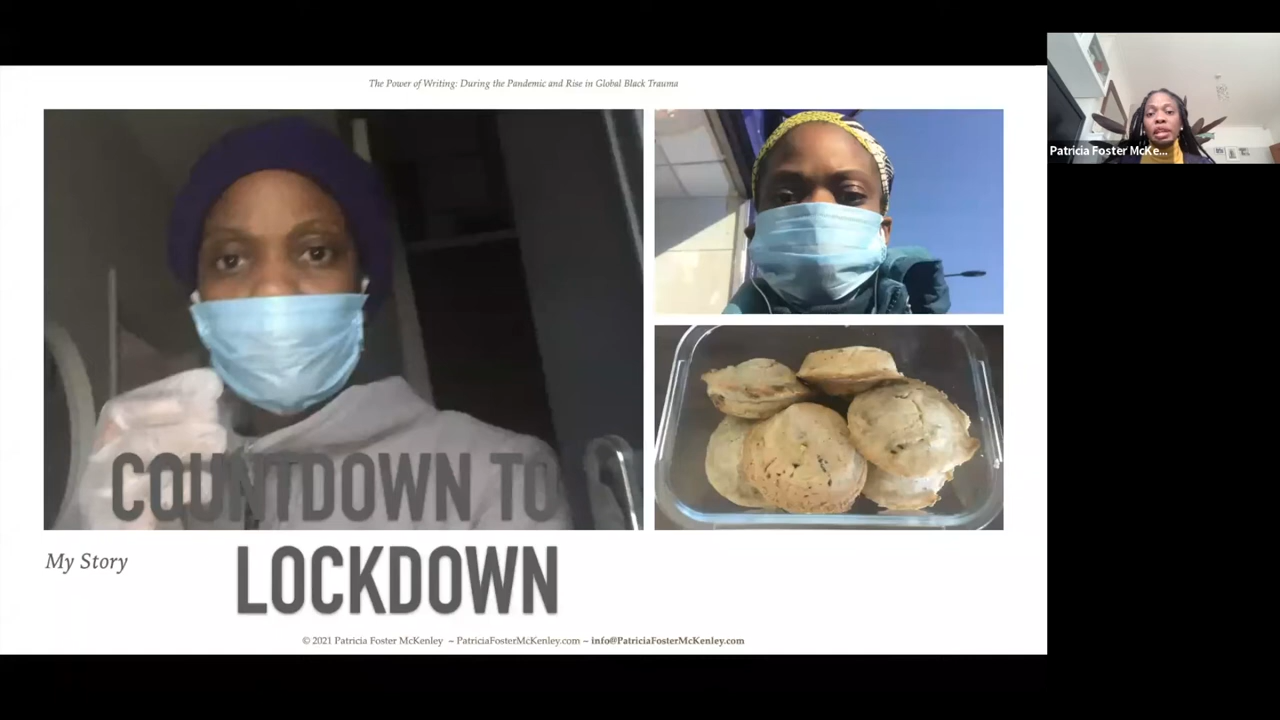 The Power of Writing: During the Pandemic and Rise in Global Black Trauma
COUNTDOWN TO
LOCKDOWN
My Story
© 2021 Patricia Foster McKenley ~ PatriciaFosterMcKenley.com ~ info@PatriciaFosterMcKenley.com
Patricia Foster McKe...